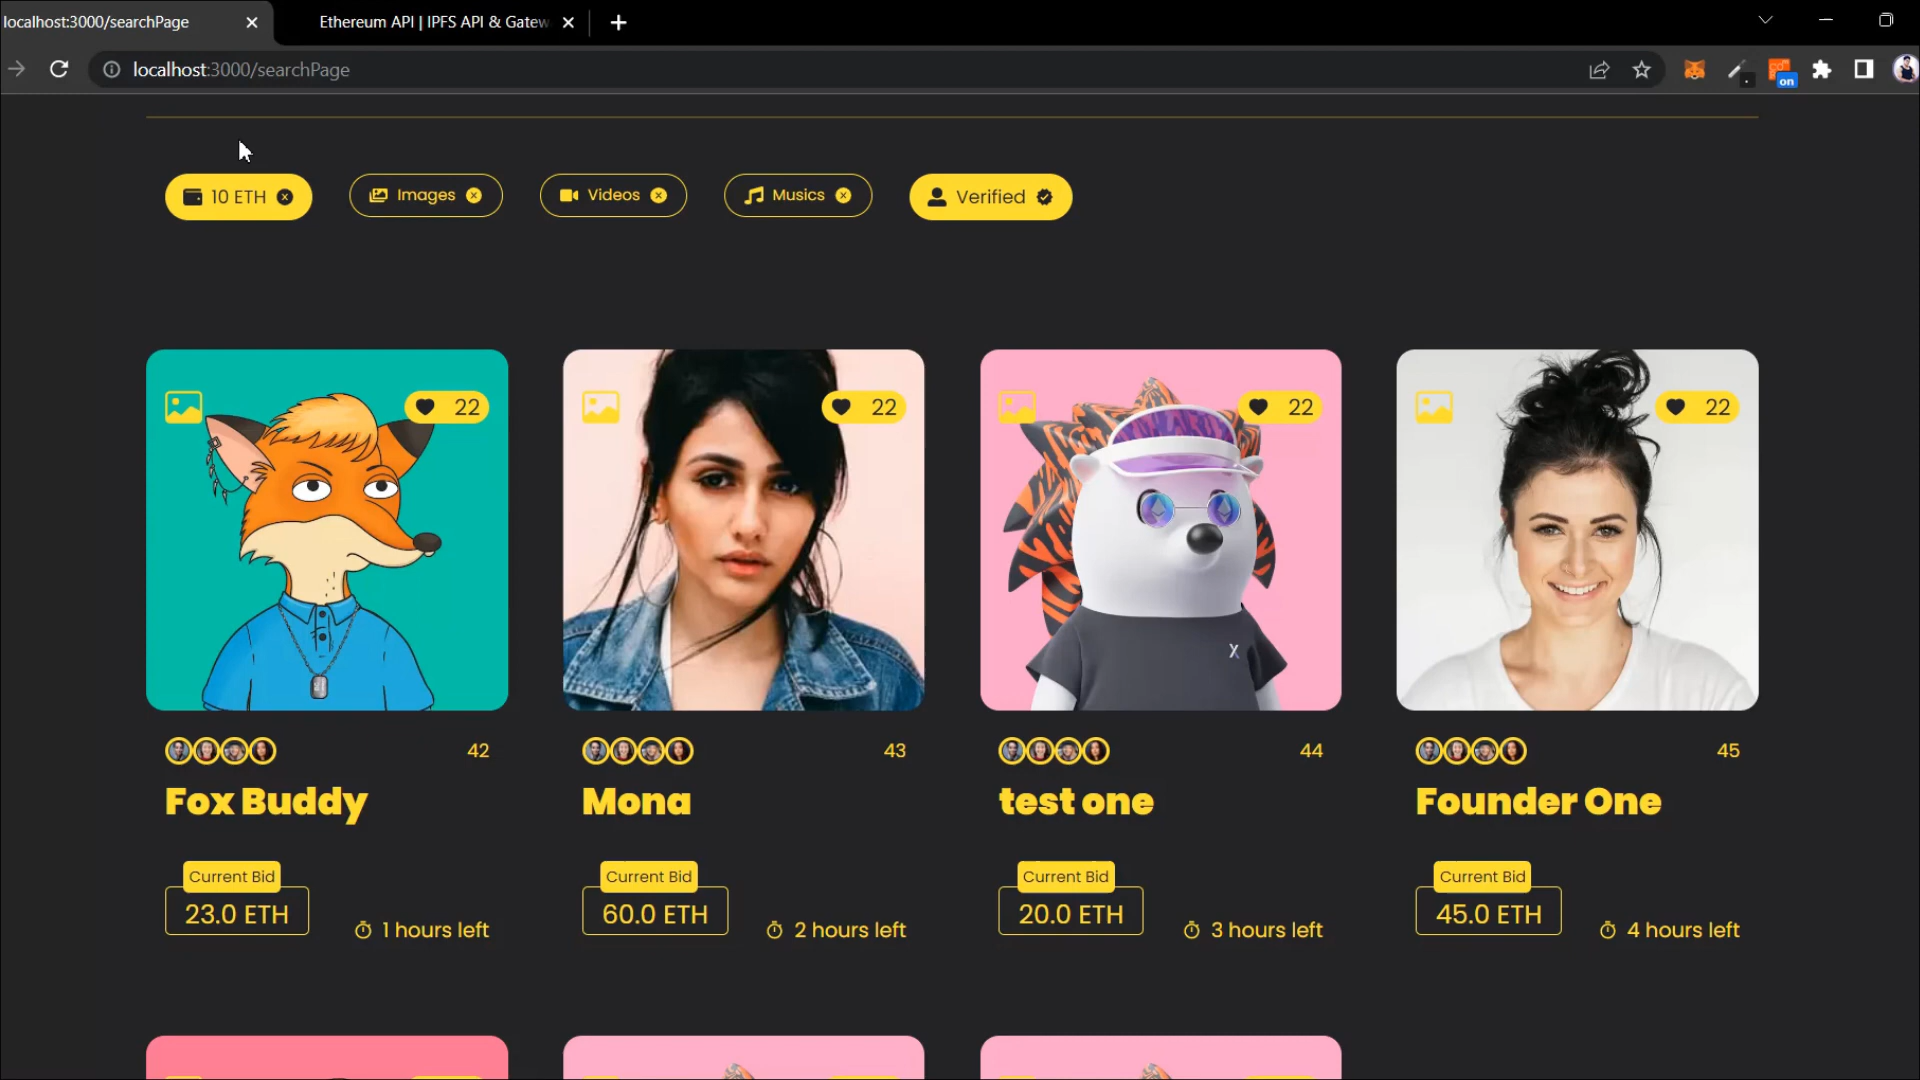 localhost:3000/searchPage
Ethereum API | IPFS API & Gatew
localhost:3000/searchPage
on
10 ETH
Images
Videos
Musics
Verified
22
22
22
22
X
42
43
44
45
Fox Buddy
Mona
test one
Founder One
Current Bid
23.0 ETH
1 hours left
Current Bid
60.0 ETH
2 hours left
Current Bid
20.0 ETH
3 hours left
Current Bid
45.0 ETH
4 hours left